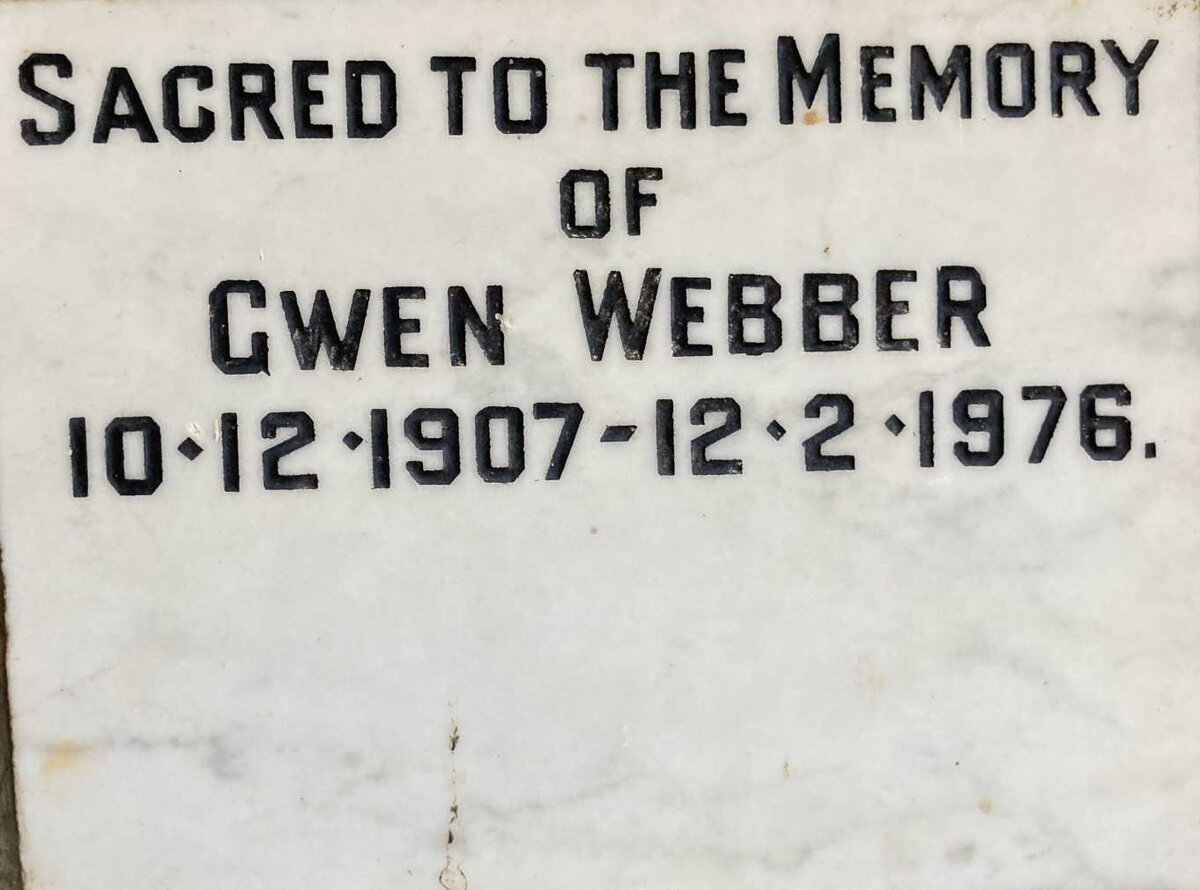 SACRED TO THE MEMORY
OF
GWEN WEBBER
10·12·1907-12·2·1976.